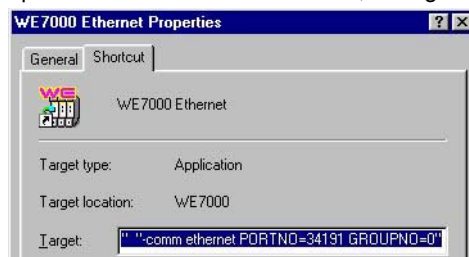 WE7000 Ethernet Properties
General Shortcut
WE
WE7000 Ethernet
Target type: Application
Target location: WE7000
Target: " "-comm ethernet PORTNO=34191 GROUPNO=0"